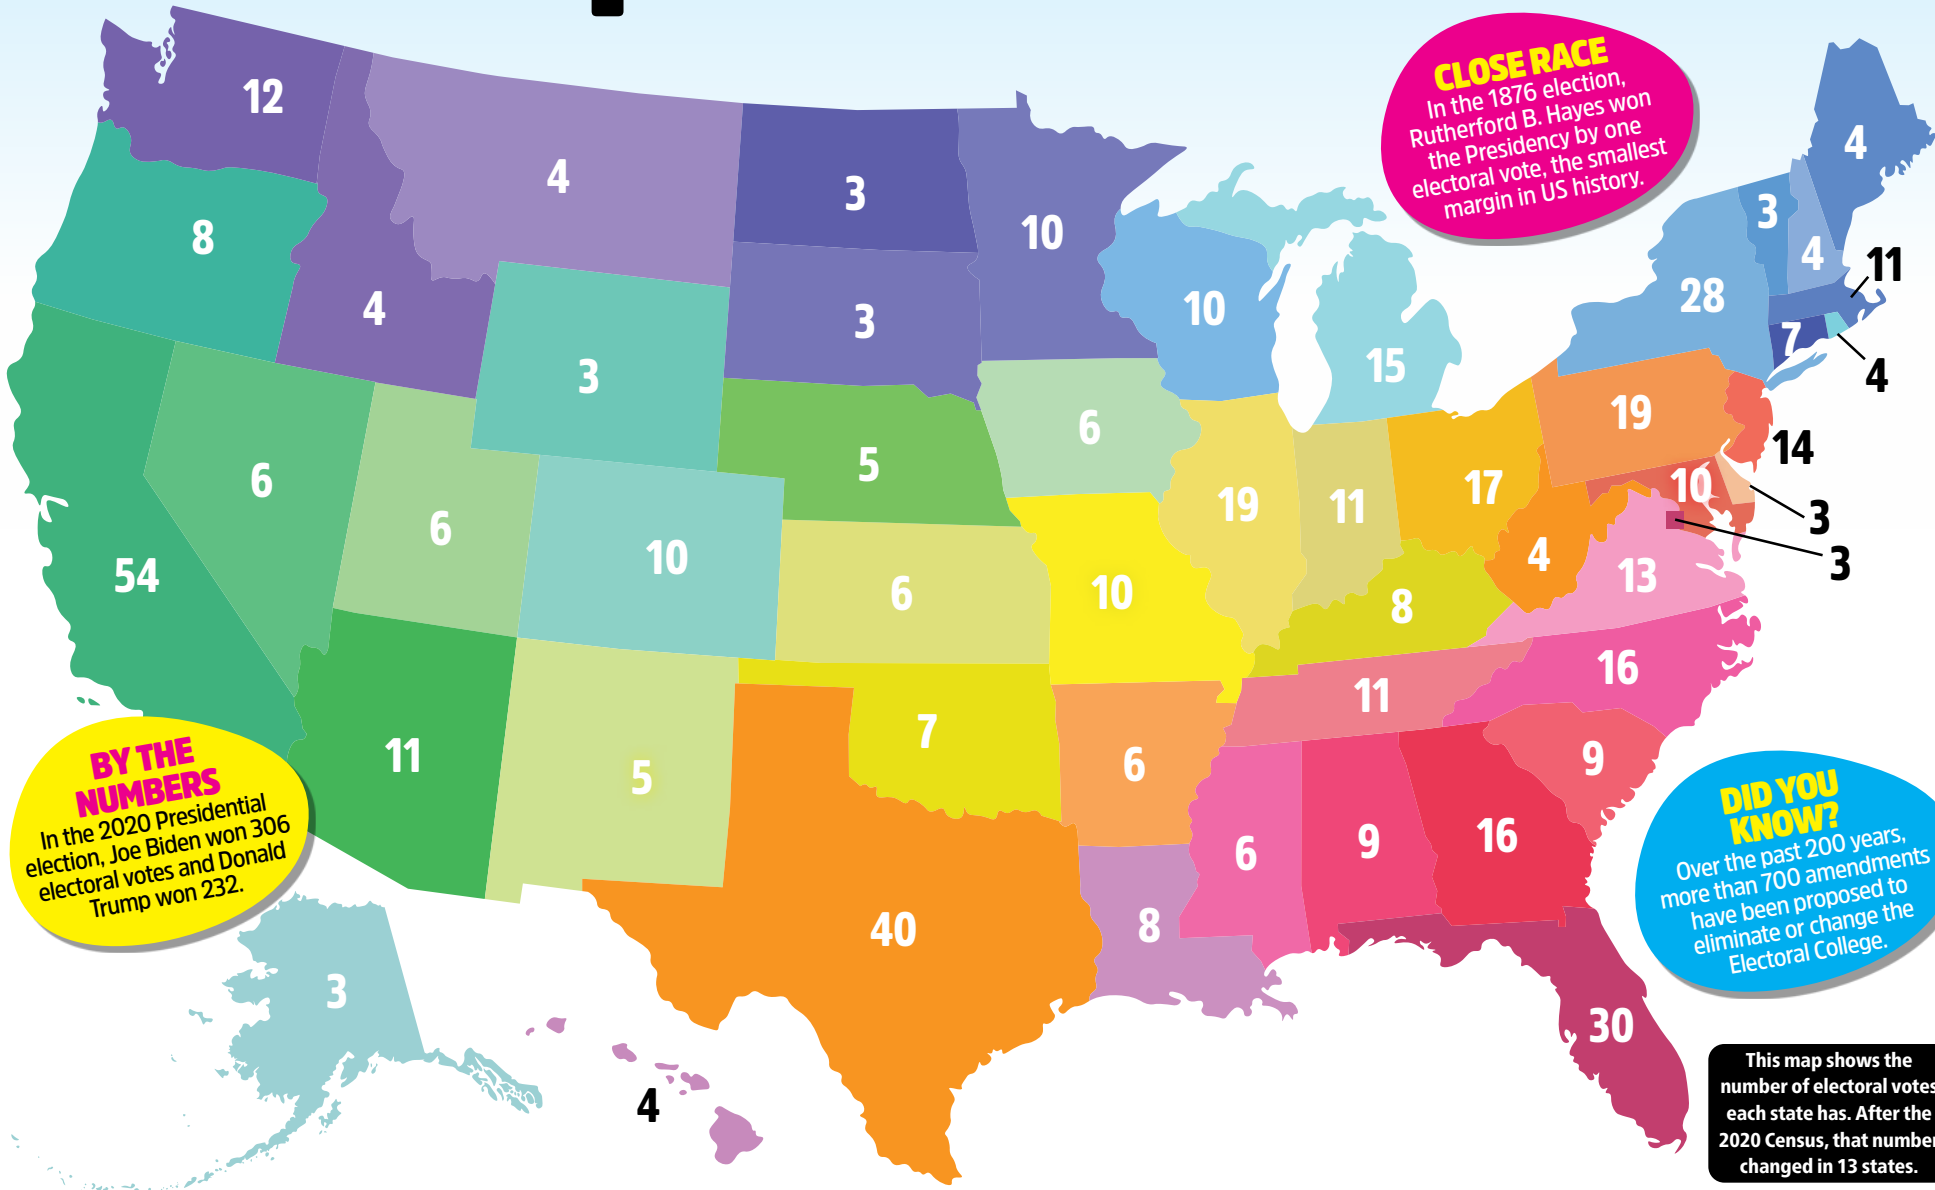 CLOSE RACE
In the 1876 election,
Rutherford B. Hayes won
the Presidency by one
electoral vote, the smallest
margin in US history.
12
4
3
10
8
4
3
3
10
15
4
3
4
11
28
7
4
19
14
10
3
3
54
6
6
10
5
6
6
10
19
11
17
4
13
8
16
11
9
11
5
7
6
40
8
6
9
16
30
3
4
BY THE
NUMBERS
In the 2020 Presidential
election, Joe Biden won 306
electoral votes and Donald
Trump won 232.
DID YOU
KNOW?
Over the past 200 years,
more than 700 amendments
have been proposed to
eliminate or change the
Electoral College.
This map shows the
number of electoral votes
each state has. After the
2020 Census, that number
changed in 13 states.